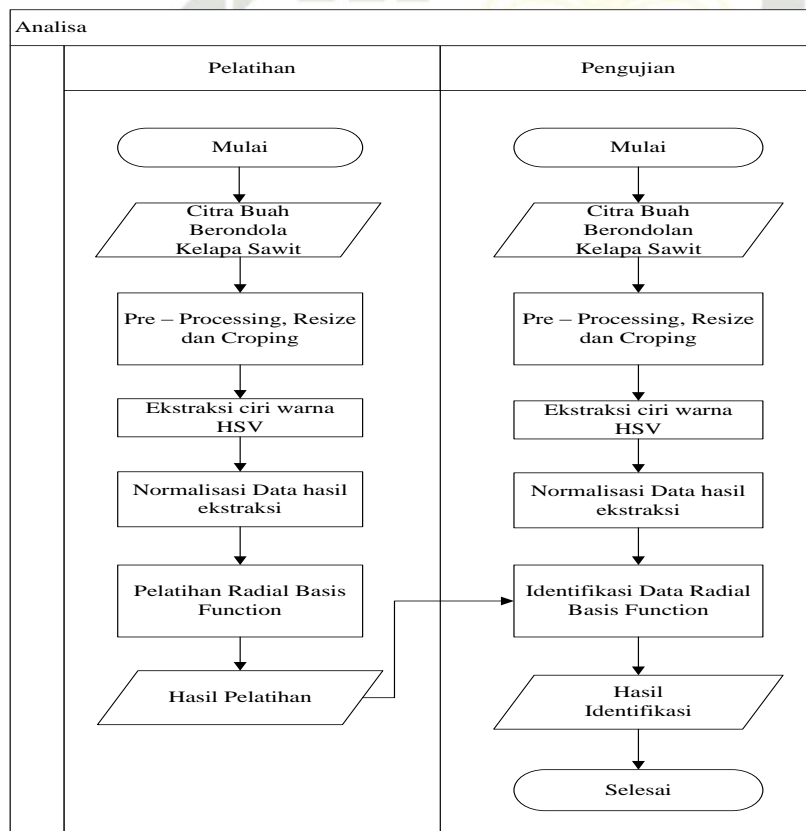 Analisa
Pelatihan
Mulai
Citra Buah
Berondola
Kelapa Sawit
Pre – Processing, Resize
dan Croping
Ekstraksi ciri warna
HSV
Normalisasi Data hasil
ekstraksi
Pelatihan Radial Basis
Function
Hasil Pelatihan
Pengujian
Mulai
Citra Buah
Berondolan
Kelapa Sawit
Pre – Processing, Resize
dan Croping
Ekstraksi ciri warna
HSV
Normalisasi Data hasil
ekstraksi
Identifikasi Data Radial
Basis Function
Hasil
Identifikasi
Selesai